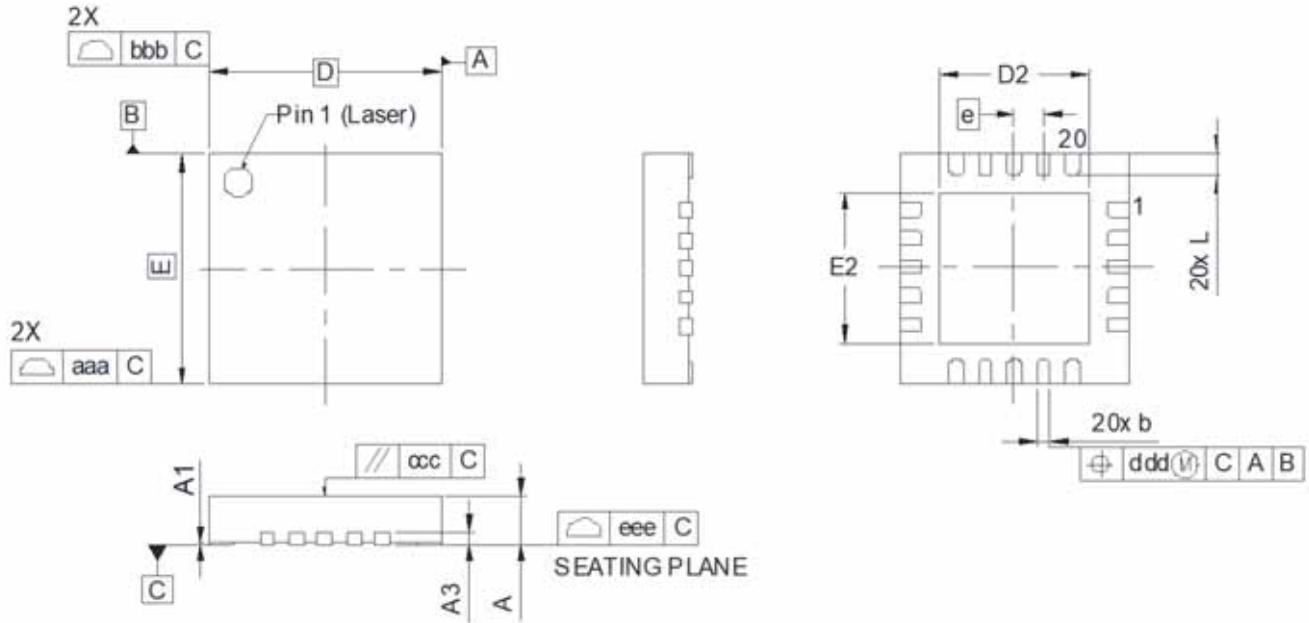 2X
bbb C
D
A
B
Pin 1 (Laser)
E
2X
aaa C
D2
e
20
1
E2
20x L
20x b
ddd M C A B
A1
ccc C
eee C
SEATING PLANE
C
A3
A